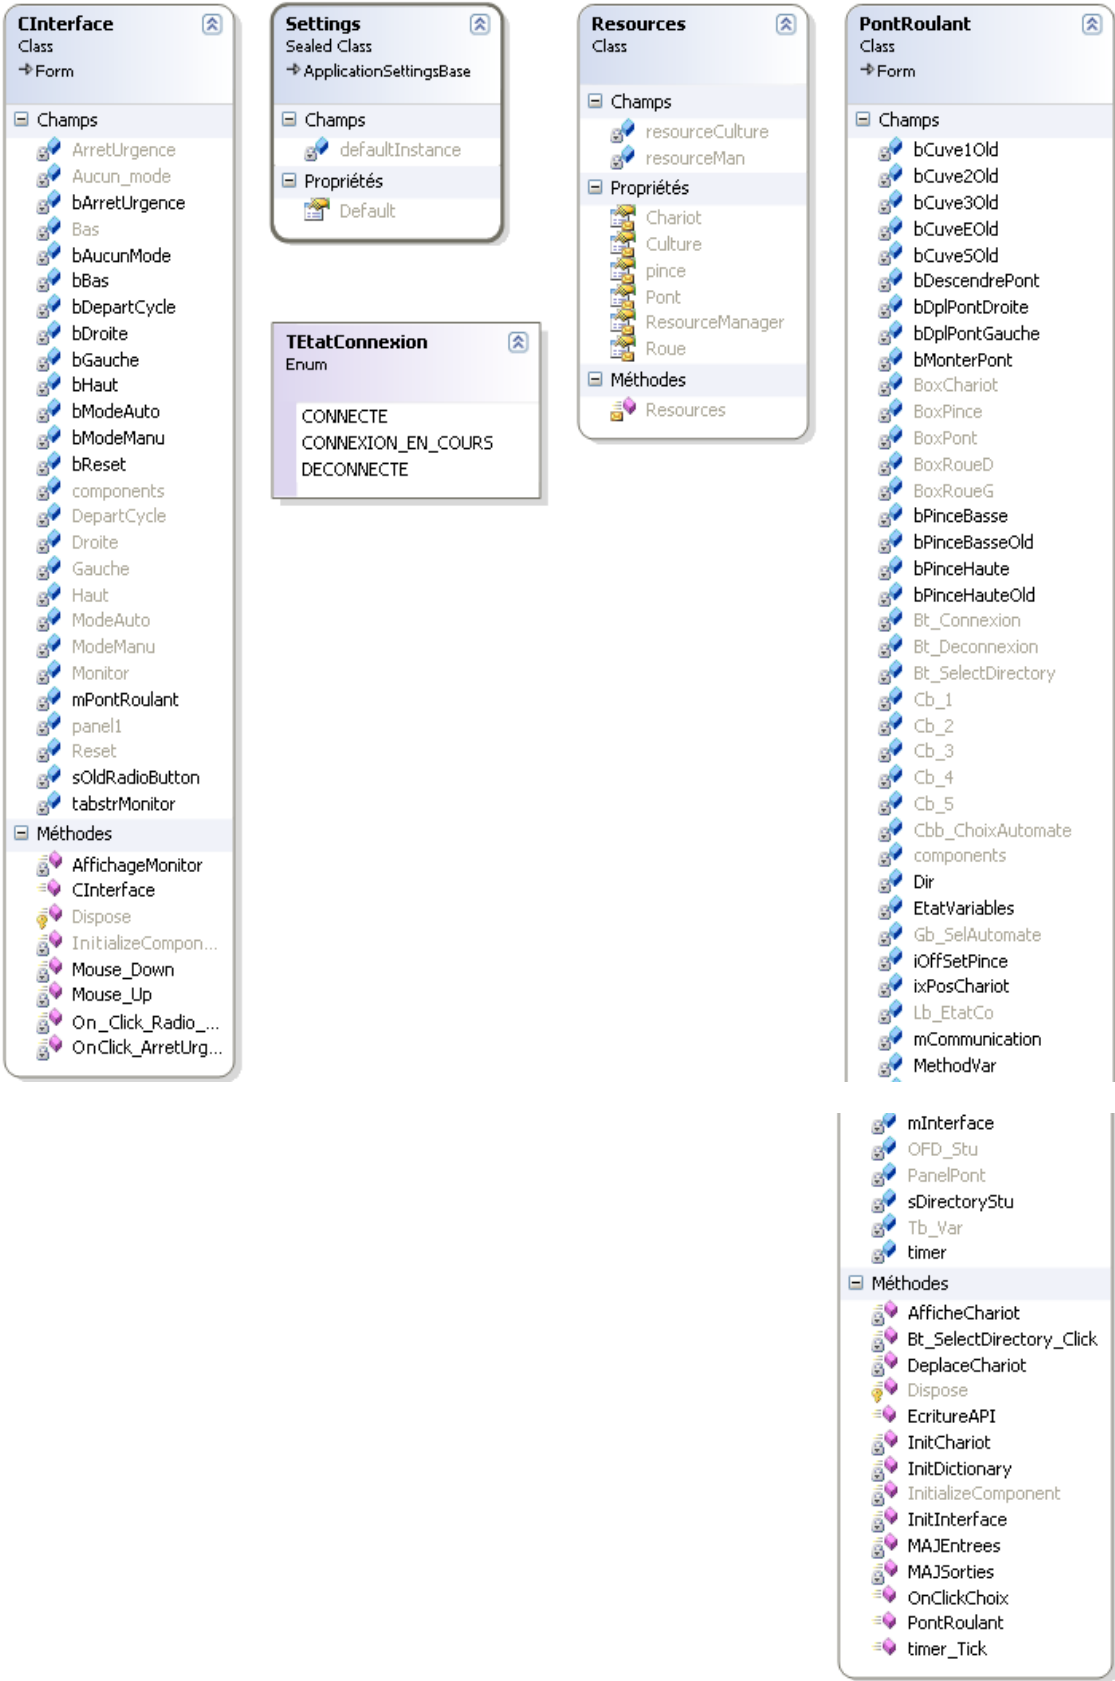 CInterface
Class
Form
Champs
ArretUrgence
Aucun_mode
bArretUrgence
Bas
bAucunMode
bBas
bDepartCycle
bDroite
bGauche
bHaut
bModeAuto
bModeManu
bReset
components
DepartCycle
Droite
Gauche
Haut
ModeAuto
ModeManu
Monitor
mPontRoulant
panel1
Reset
sOldRadioButton
tabstrMonitor
Méthodes
AffichageMonitor
CInterface
Dispose
InitializeCompon...
Mouse_Down
Mouse_Up
On_Click_Radio_...
OnClick_ArretUrg...
Settings
Sealed Class
ApplicationSettingsBase
Champs
defaultInstance
Propriétés
Default
TEtatConnexion
Enum
CONNECTE
CONNEXION_EN_COURS
DECONNECTE
Resources
Class
Champs
resourceCulture
resourceMan
Propriétés
Chariot
Culture
pince
Pont
ResourceManager
Roue
Méthodes
Resources
PontRoulant
Class
Form
Champs
bCuve1Old
bCuve2Old
bCuve3Old
bCuveEOld
bCuveSOld
bDescendrePont
bDplPontDroite
bDplPontGauche
bMonterPont
BoxChariot
BoxPince
BoxPont
BoxRoueD
BoxRoueG
bPinceBasse
bPinceBasseOld
bPinceHaute
bPinceHauteOld
Bt_Connexion
Bt_Deconnexion
Bt_SelectDirectory
Cb_1
Cb_2
Cb_3
Cb_4
Cb_5
Cbb_ChoixAutomate
components
Dir
EtatVariables
Gb_SelAutomate
iOffSetPince
ixPosChariot
Lb_EtatCo
mCommunication
MethodVar
mInterface
OFD_Stu
PanelPont
sDirectoryStu
Tb_Var
timer
Méthodes
AfficheChariot
Bt_SelectDirectory_Click
DeplaceChariot
Dispose
EcritureAPI
InitChariot
InitDictionary
InitializeComponent
InitInterface
MAJEntrees
MAJSorties
OnClickChoix
PontRoulant
timer_Tick